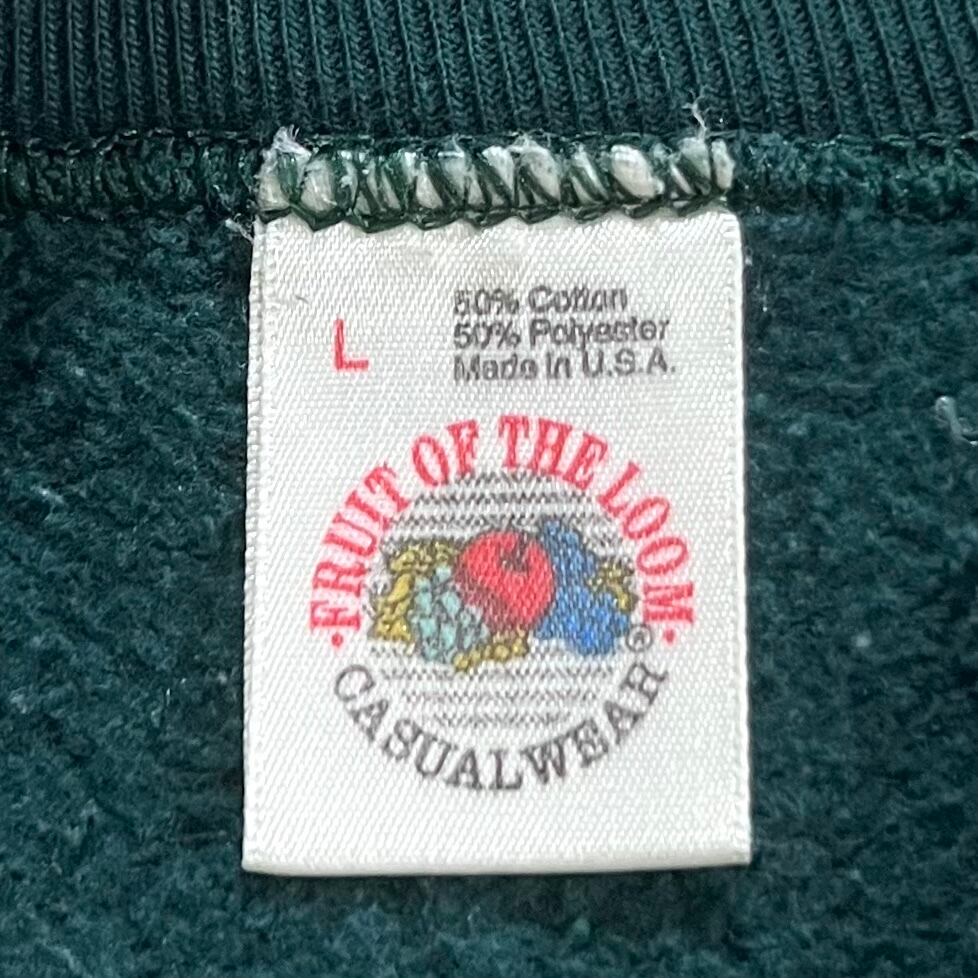 L
50% Cotton
50% Polyester
Made in U.S.A.
•FRUIT OF THE LOOM•
®
CASUALWEAR